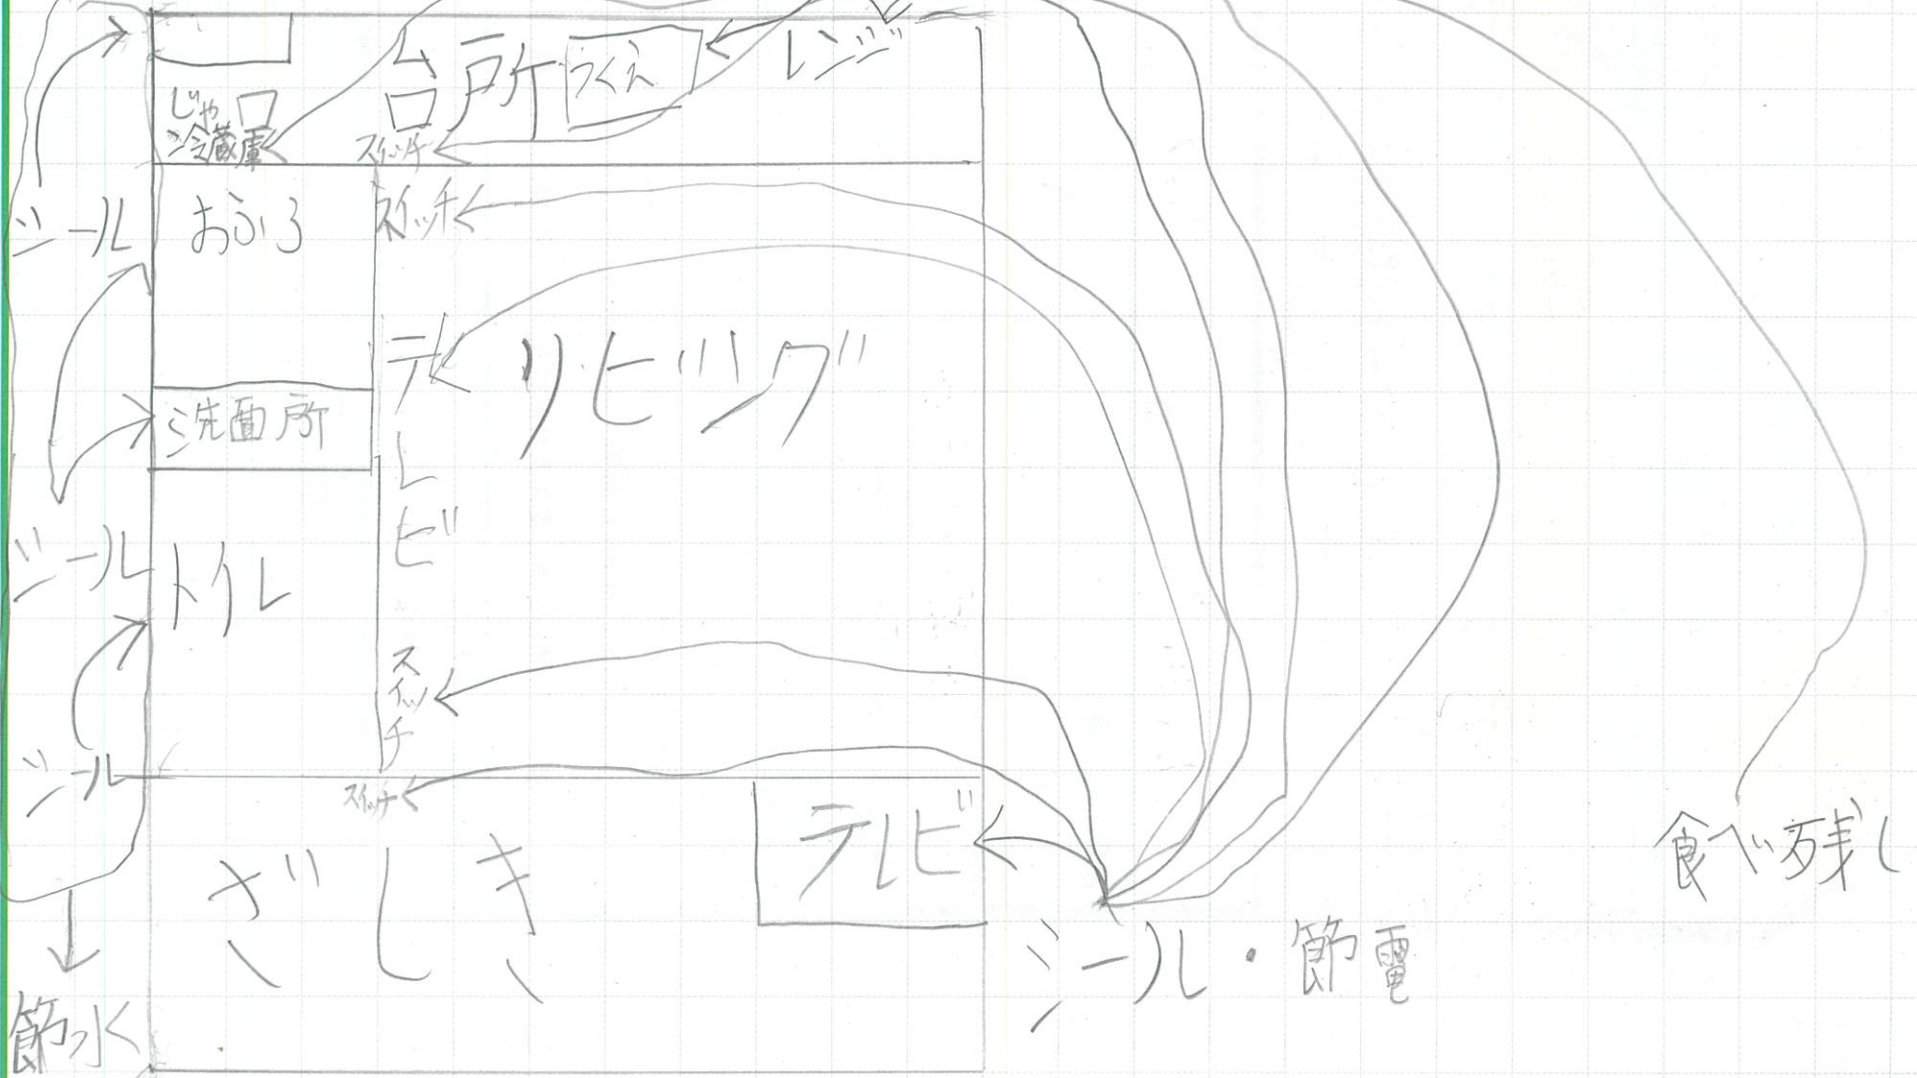 台所
つくえ
レンジ
じゃ口
冷蔵庫
スイッチ
シール
おふろ
スイッチ
テレビ
リビング
洗面所
シール
トイレ
スイッチ
シール
スイッチ
テレビ
ざしき
食べ残し
シール・節電
節水